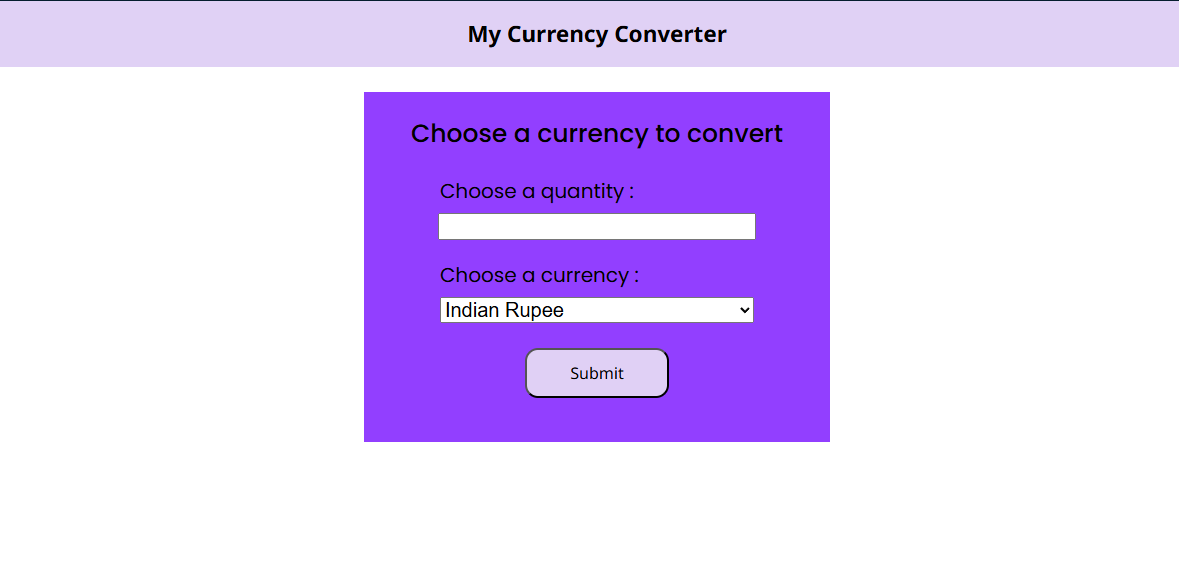 My Currency Converter
Choose a currency to convert
Choose a quantity :
Choose a currency :
Indian Rupee
Submit